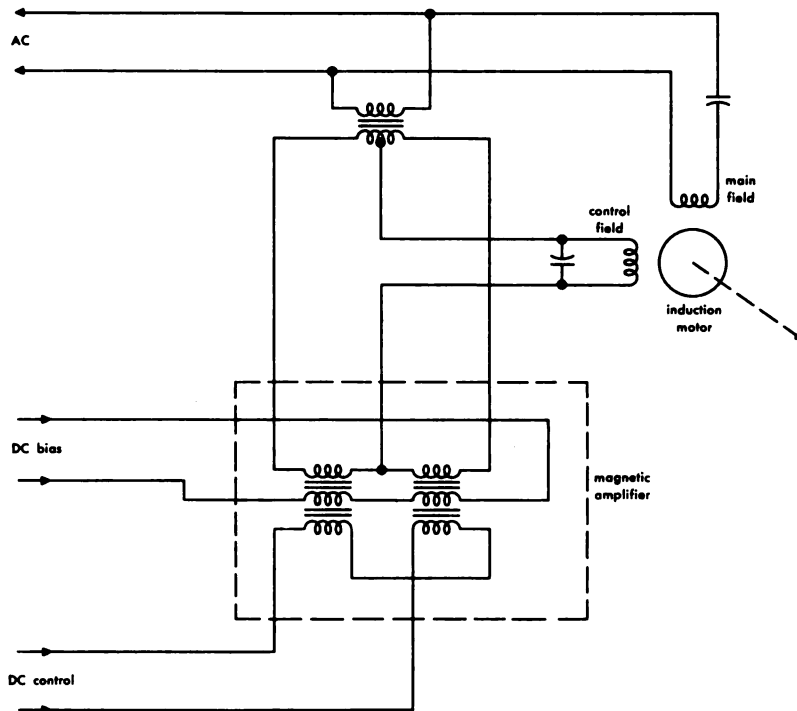 AC
main
field
control
field
induction
motor
DC bias
magnetic
amplifier
DC control